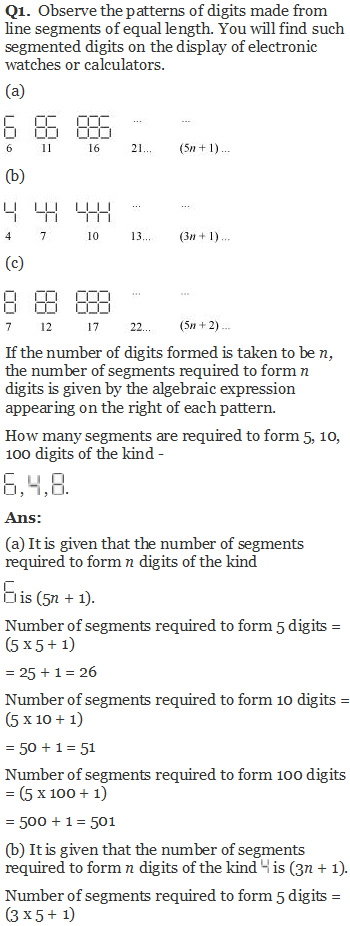 Q1. Observe the patterns of digits made from
line segments of equal length. You will find such
segmented digits on the display of electronic
watches or calculators.
(a)
... ...
6 11 16 21... (5n + 1) ...
(b)
... ...
4 7 10 13... (3n + 1) ...
(c)
... ...
7 12 17 22... (5n + 2) ...
If the number of digits formed is taken to be n,
the number of segments required to form n
digits is given by the algebraic expression
appearing on the right of each pattern.
How many segments are required to form 5, 10,
100 digits of the kind -
6, 4, 8.
Ans:
(a) It is given that the number of segments
required to form n digits of the kind
6 is (5n + 1).
Number of segments required to form 5 digits =
(5 x 5 + 1)
= 25 + 1 = 26
Number of segments required to form 10 digits =
(5 x 10 + 1)
= 50 + 1 = 51
Number of segments required to form 100 digits
= (5 x 100 + 1)
= 500 + 1 = 501
(b) It is given that the number of segments
required to form n digits of the kind 4 is (3n + 1).
Number of segments required to form 5 digits =
(3 x 5 + 1)